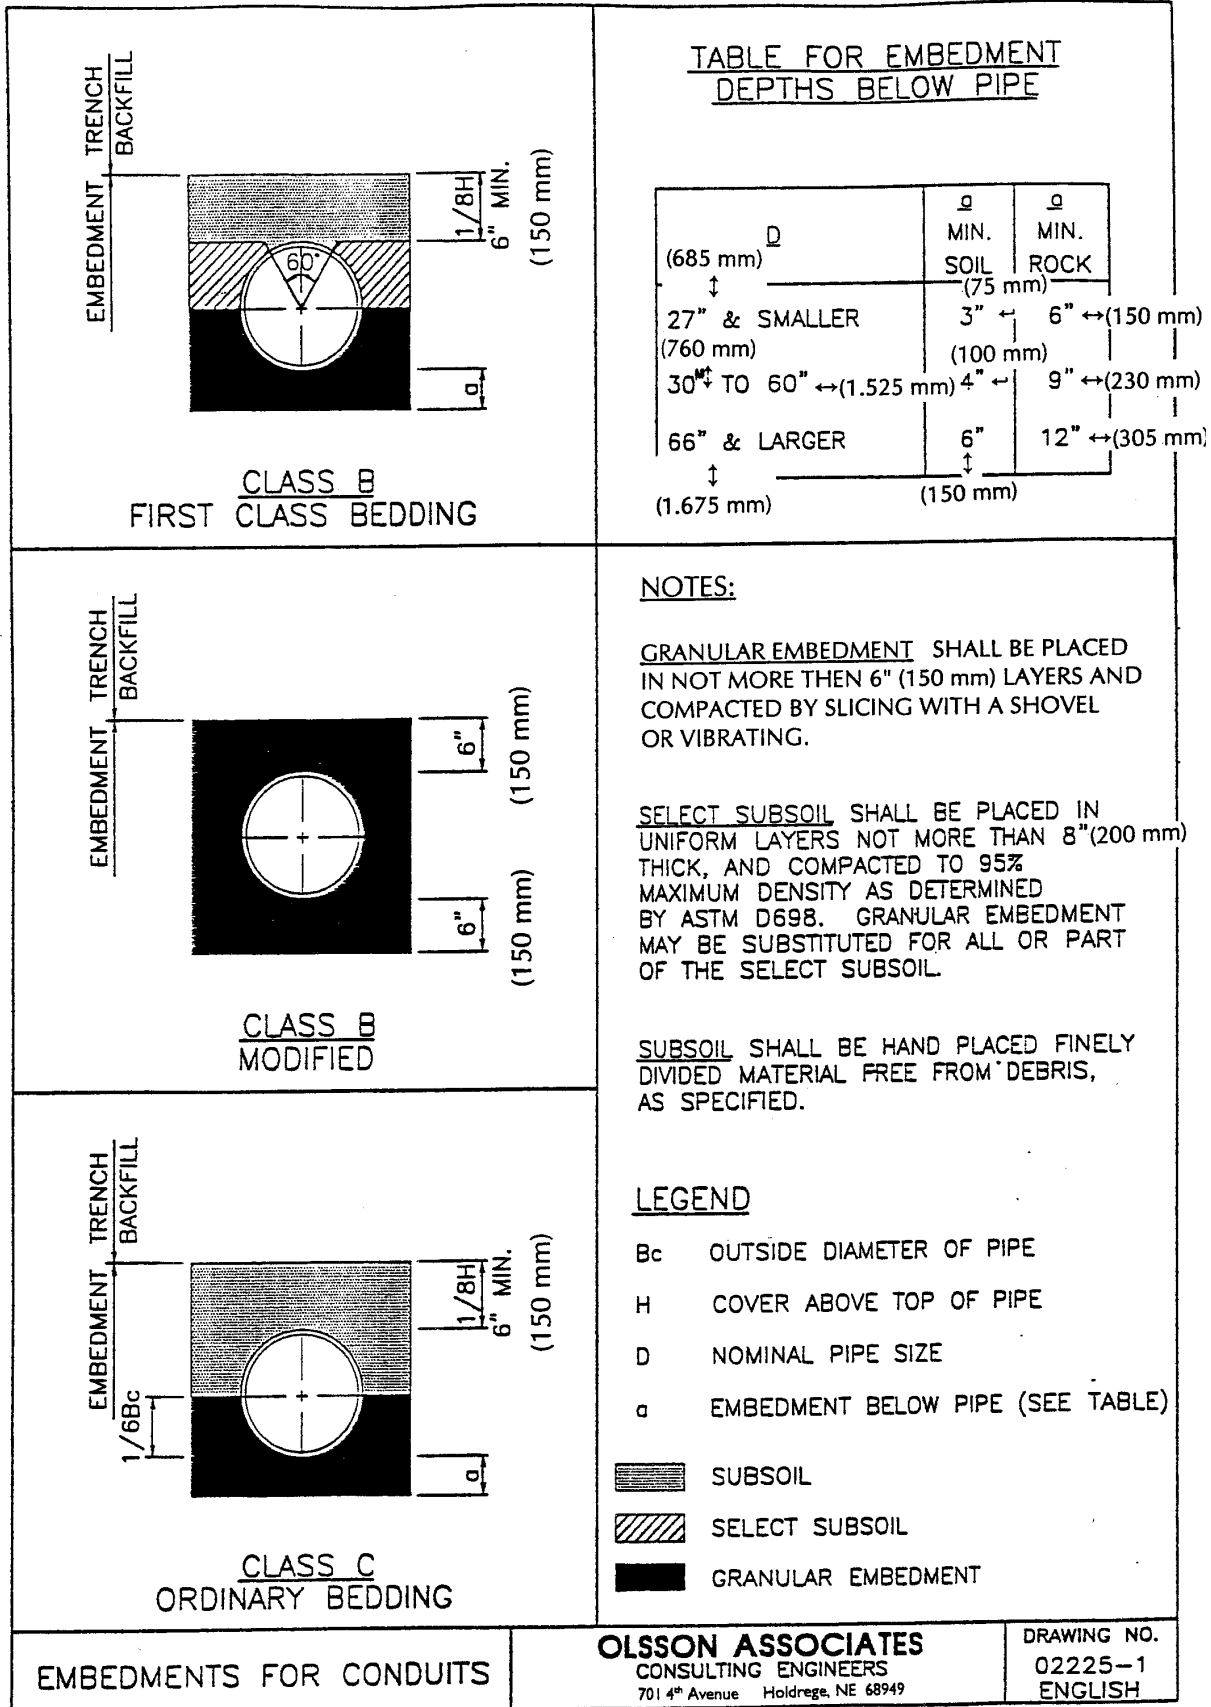 TRENCH
BACKFILL
EMBEDMENT
1/8H
6" MIN.
(150 mm)
60°
a
CLASS B
FIRST CLASS BEDDING
TABLE FOR EMBEDMENT
DEPTHS BELOW PIPE
D
a
MIN.
SOIL
a
MIN.
ROCK
(685 mm)
↕
(75 mm)
27" & SMALLER 3" ↵ 6" ↔(150 mm)
(760 mm) (100 mm)
30"↕ TO 60" ↔(1.525 mm) 4" ↵ 9" ↔(230 mm)
66" & LARGER 6" 12" ↔(305 mm)
↕ ↕
(1.675 mm) (150 mm)
TRENCH
BACKFILL
EMBEDMENT
6"
(150 mm)
6"
(150 mm)
CLASS B
MODIFIED
NOTES:
GRANULAR EMBEDMENT SHALL BE PLACED
IN NOT MORE THEN 6" (150 mm) LAYERS AND
COMPACTED BY SLICING WITH A SHOVEL
OR VIBRATING.
SELECT SUBSOIL SHALL BE PLACED IN
UNIFORM LAYERS NOT MORE THAN 8"(200 mm)
THICK, AND COMPACTED TO 95%
MAXIMUM DENSITY AS DETERMINED
BY ASTM D698. GRANULAR EMBEDMENT
MAY BE SUBSTITUTED FOR ALL OR PART
OF THE SELECT SUBSOIL.
SUBSOIL SHALL BE HAND PLACED FINELY
DIVIDED MATERIAL FREE FROM DEBRIS,
AS SPECIFIED.
TRENCH
BACKFILL
EMBEDMENT
1/6Bc
1/8H
6" MIN.
(150 mm)
a
CLASS C
ORDINARY BEDDING
LEGEND
Bc OUTSIDE DIAMETER OF PIPE
H COVER ABOVE TOP OF PIPE
D NOMINAL PIPE SIZE
a EMBEDMENT BELOW PIPE (SEE TABLE)
SUBSOIL
SELECT SUBSOIL
GRANULAR EMBEDMENT
EMBEDMENTS FOR CONDUITS
OLSSON ASSOCIATES
CONSULTING ENGINEERS
701 4th Avenue Holdrege, NE 68949
DRAWING NO.
02225-1
ENGLISH